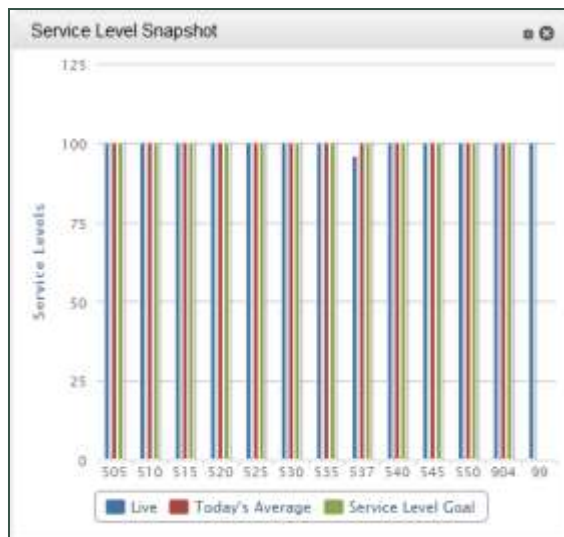 Service Level Snapshot
125
100
75
50
25
0
Service Levels
505 510 515 520 525 530 535 537 540 545 550 904 99
Live Today's Average Service Level Goal